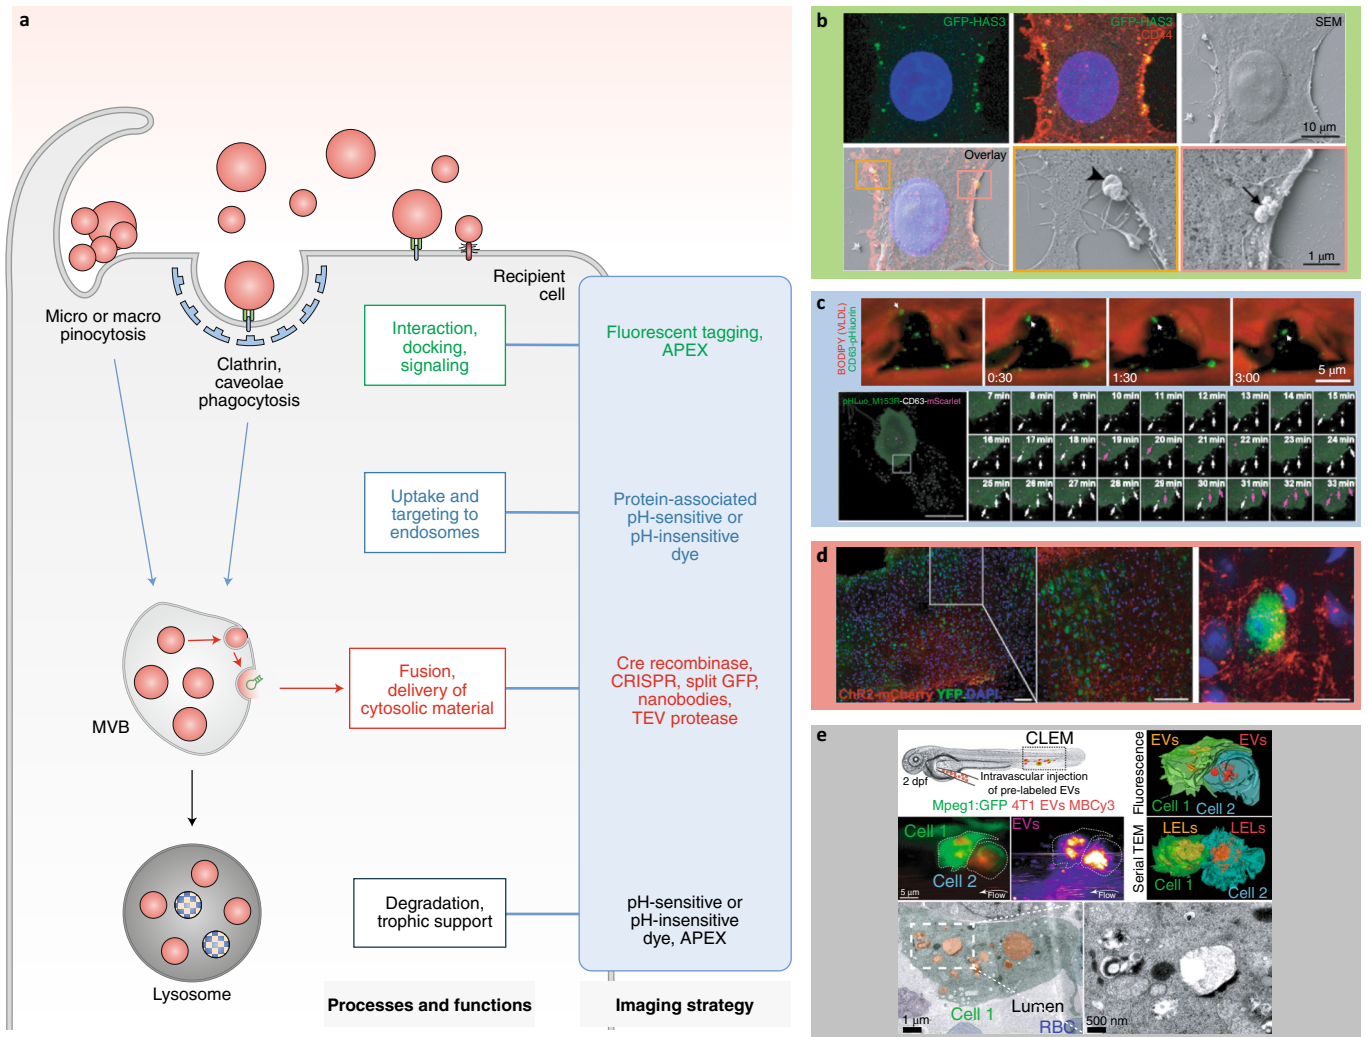 a
Micro or macro
pinocytosis
Clathrin,
caveolae
phagocytosis
Recipient
cell
Interaction,
docking,
signaling
Fluorescent tagging,
APEX
Uptake and
targeting to
endosomes
Protein-associated
pH-sensitive or
pH-insensitive
dye
MVB
Fusion,
delivery of
cytosolic material
Cre recombinase,
CRISPR, split GFP,
nanobodies,
TEV protease
Lysosome
Degradation,
trophic support
pH-sensitive or
pH-insensitive
dye, APEX
Processes and functions
Imaging strategy
b
GFP-HAS3
GFP-HAS3
CD44
SEM
10 μm
Overlay
1 μm
c
BODIPY (VLDL)
CD63-pHluorin
0:30
1:30
3:00
5 μm
pHLuo_M153R-CD63-mScarlet
7 min 8 min 9 min 10 min 11 min 12 min 13 min 14 min 15 min
16 min 17 min 18 min 19 min 20 min 21 min 22 min 23 min 24 min
25 min 26 min 27 min 28 min 29 min 30 min 31 min 32 min 33 min
d
ChR2-mCherry YFP DAPI
e
CLEM
2 dpf
Intravascular injection
of pre-labeled EVs
Mpeg1:GFP 4T1 EVs MBCy3
Cell 1
Cell 2
5 μm
Flow
EVs
Flow
Fluorescence
EVs
EVs
Cell 1 Cell 2
Serial TEM
LELs
LELs
Cell 1
Cell 2
Lumen
Cell 1
RBC
1 μm
500 nm